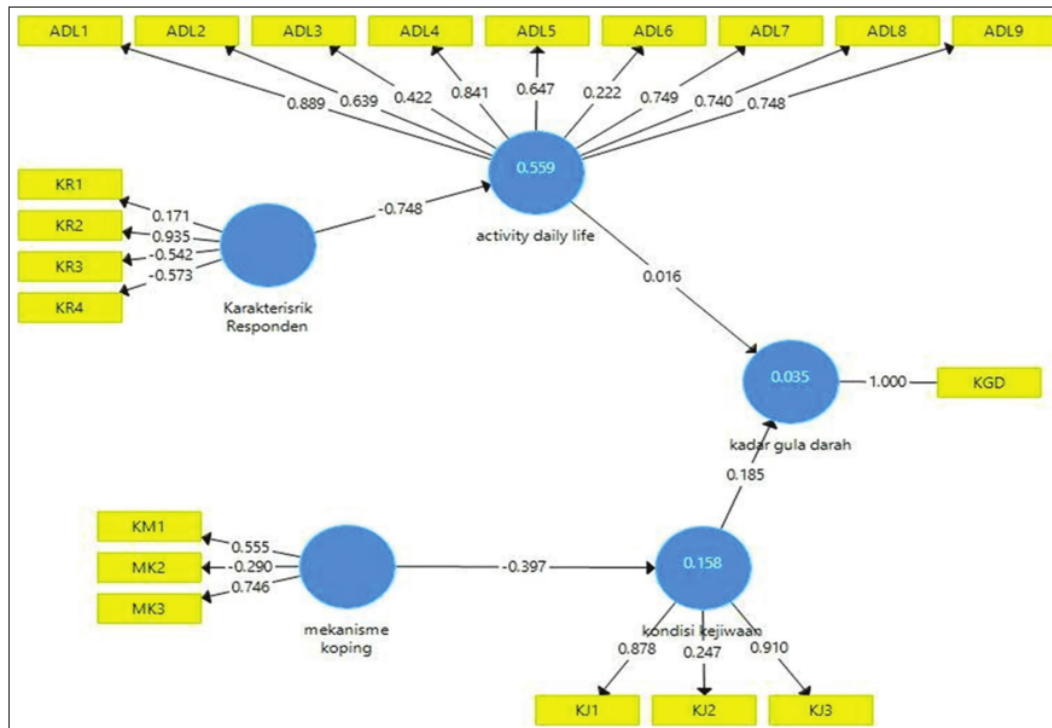 ADL1 ADL2 ADL3 ADL4 ADL5 ADL6 ADL7 ADL8 ADL9
0.889 0.639 0.422 0.841 0.647 0.222 0.749 0.740 0.748
0.559
activity daily life
KR1
KR2
KR3
KR4
0.171
0.935
-0.542
-0.573
Karakterisrik
Responden
-0.748
0.016
0.035
kadar gula darah
1.000
KGD
0.185
KM1
MK2
MK3
0.555
-0.290
0.746
mekanisme
koping
-0.397
0.158
kondisi kejiwaan
0.878 0.247 0.910
KJ1 KJ2 KJ3